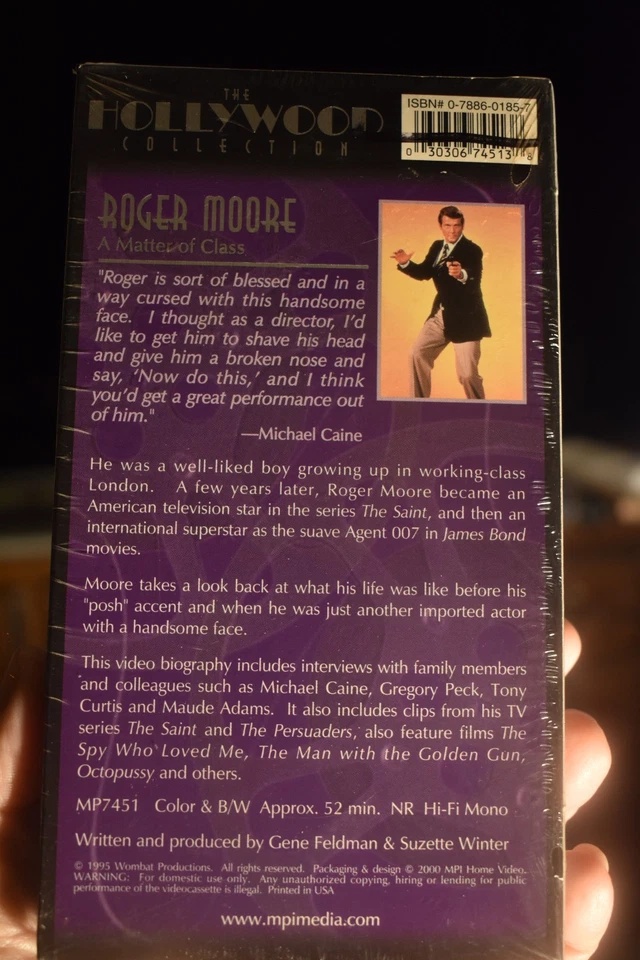 THE
HOLLYWOOD
COLLECTION
ISBN# 0-7886-0185-7
0 30306 74513 8
ROGER MOORE
A Matter of Class
"Roger is sort of blessed and in a
way cursed with this handsome
face. I thought as a director, I'd
like to get him to shave his head
and give him a broken nose and
say, 'Now do this,' and I think
you'd get a great performance out
of him."
—Michael Caine
He was a well-liked boy growing up in working-class
London. A few years later, Roger Moore became an
American television star in the series The Saint, and then an
international superstar as the suave Agent 007 in James Bond
movies.
Moore takes a look back at what his life was like before his
"posh" accent and when he was just another imported actor
with a handsome face.
This video biography includes interviews with family members
and colleagues such as Michael Caine, Gregory Peck, Tony
Curtis and Maude Adams. It also includes clips from his TV
series The Saint and The Persuaders, also feature films The
Spy Who Loved Me, The Man with the Golden Gun,
Octopussy and others.
MP7451 Color & B/W Approx. 52 min. NR Hi-Fi Mono
Written and produced by Gene Feldman & Suzette Winter
© 1995 Wombat Productions. All rights reserved. Packaging & design © 2000 MPI Home Video.
WARNING: For domestic use only. Any unauthorized copying, hiring or lending for public
performance of the videocassette is illegal. Printed in USA
www.mpimedia.com